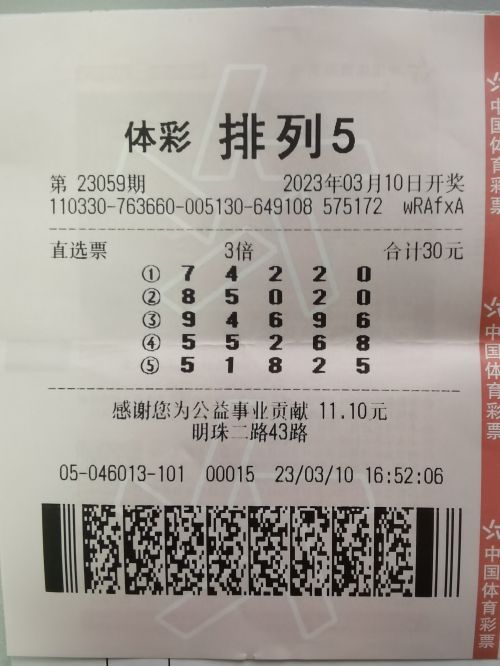 体彩 排列5
第 23059期 2023年03月10日开奖
110330-763660-005130-649108 575172 wRAfxA
直选票 3倍 合计30元
① 7 4 2 2 0
② 8 5 0 2 0
③ 9 4 6 9 6
④ 5 5 2 6 8
⑤ 5 1 8 2 5
感谢您为公益事业贡献 11.10元
明珠二路43路
05-046013-101 00015 23/03/10 16:52:06
中国体育彩票
中国体育彩票
中国体育彩票